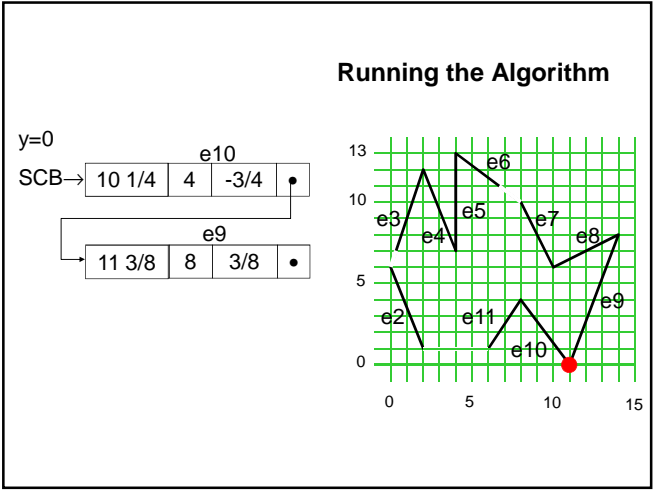 Running the Algorithm
y=0
e10
SCB→ 10 1/4 4 -3/4 •
e9
11 3/8 8 3/8 •
13
e6
10
e3 e5 e7
e4 e8
5
e9
e2 e11
e10
0
0 5 10 15